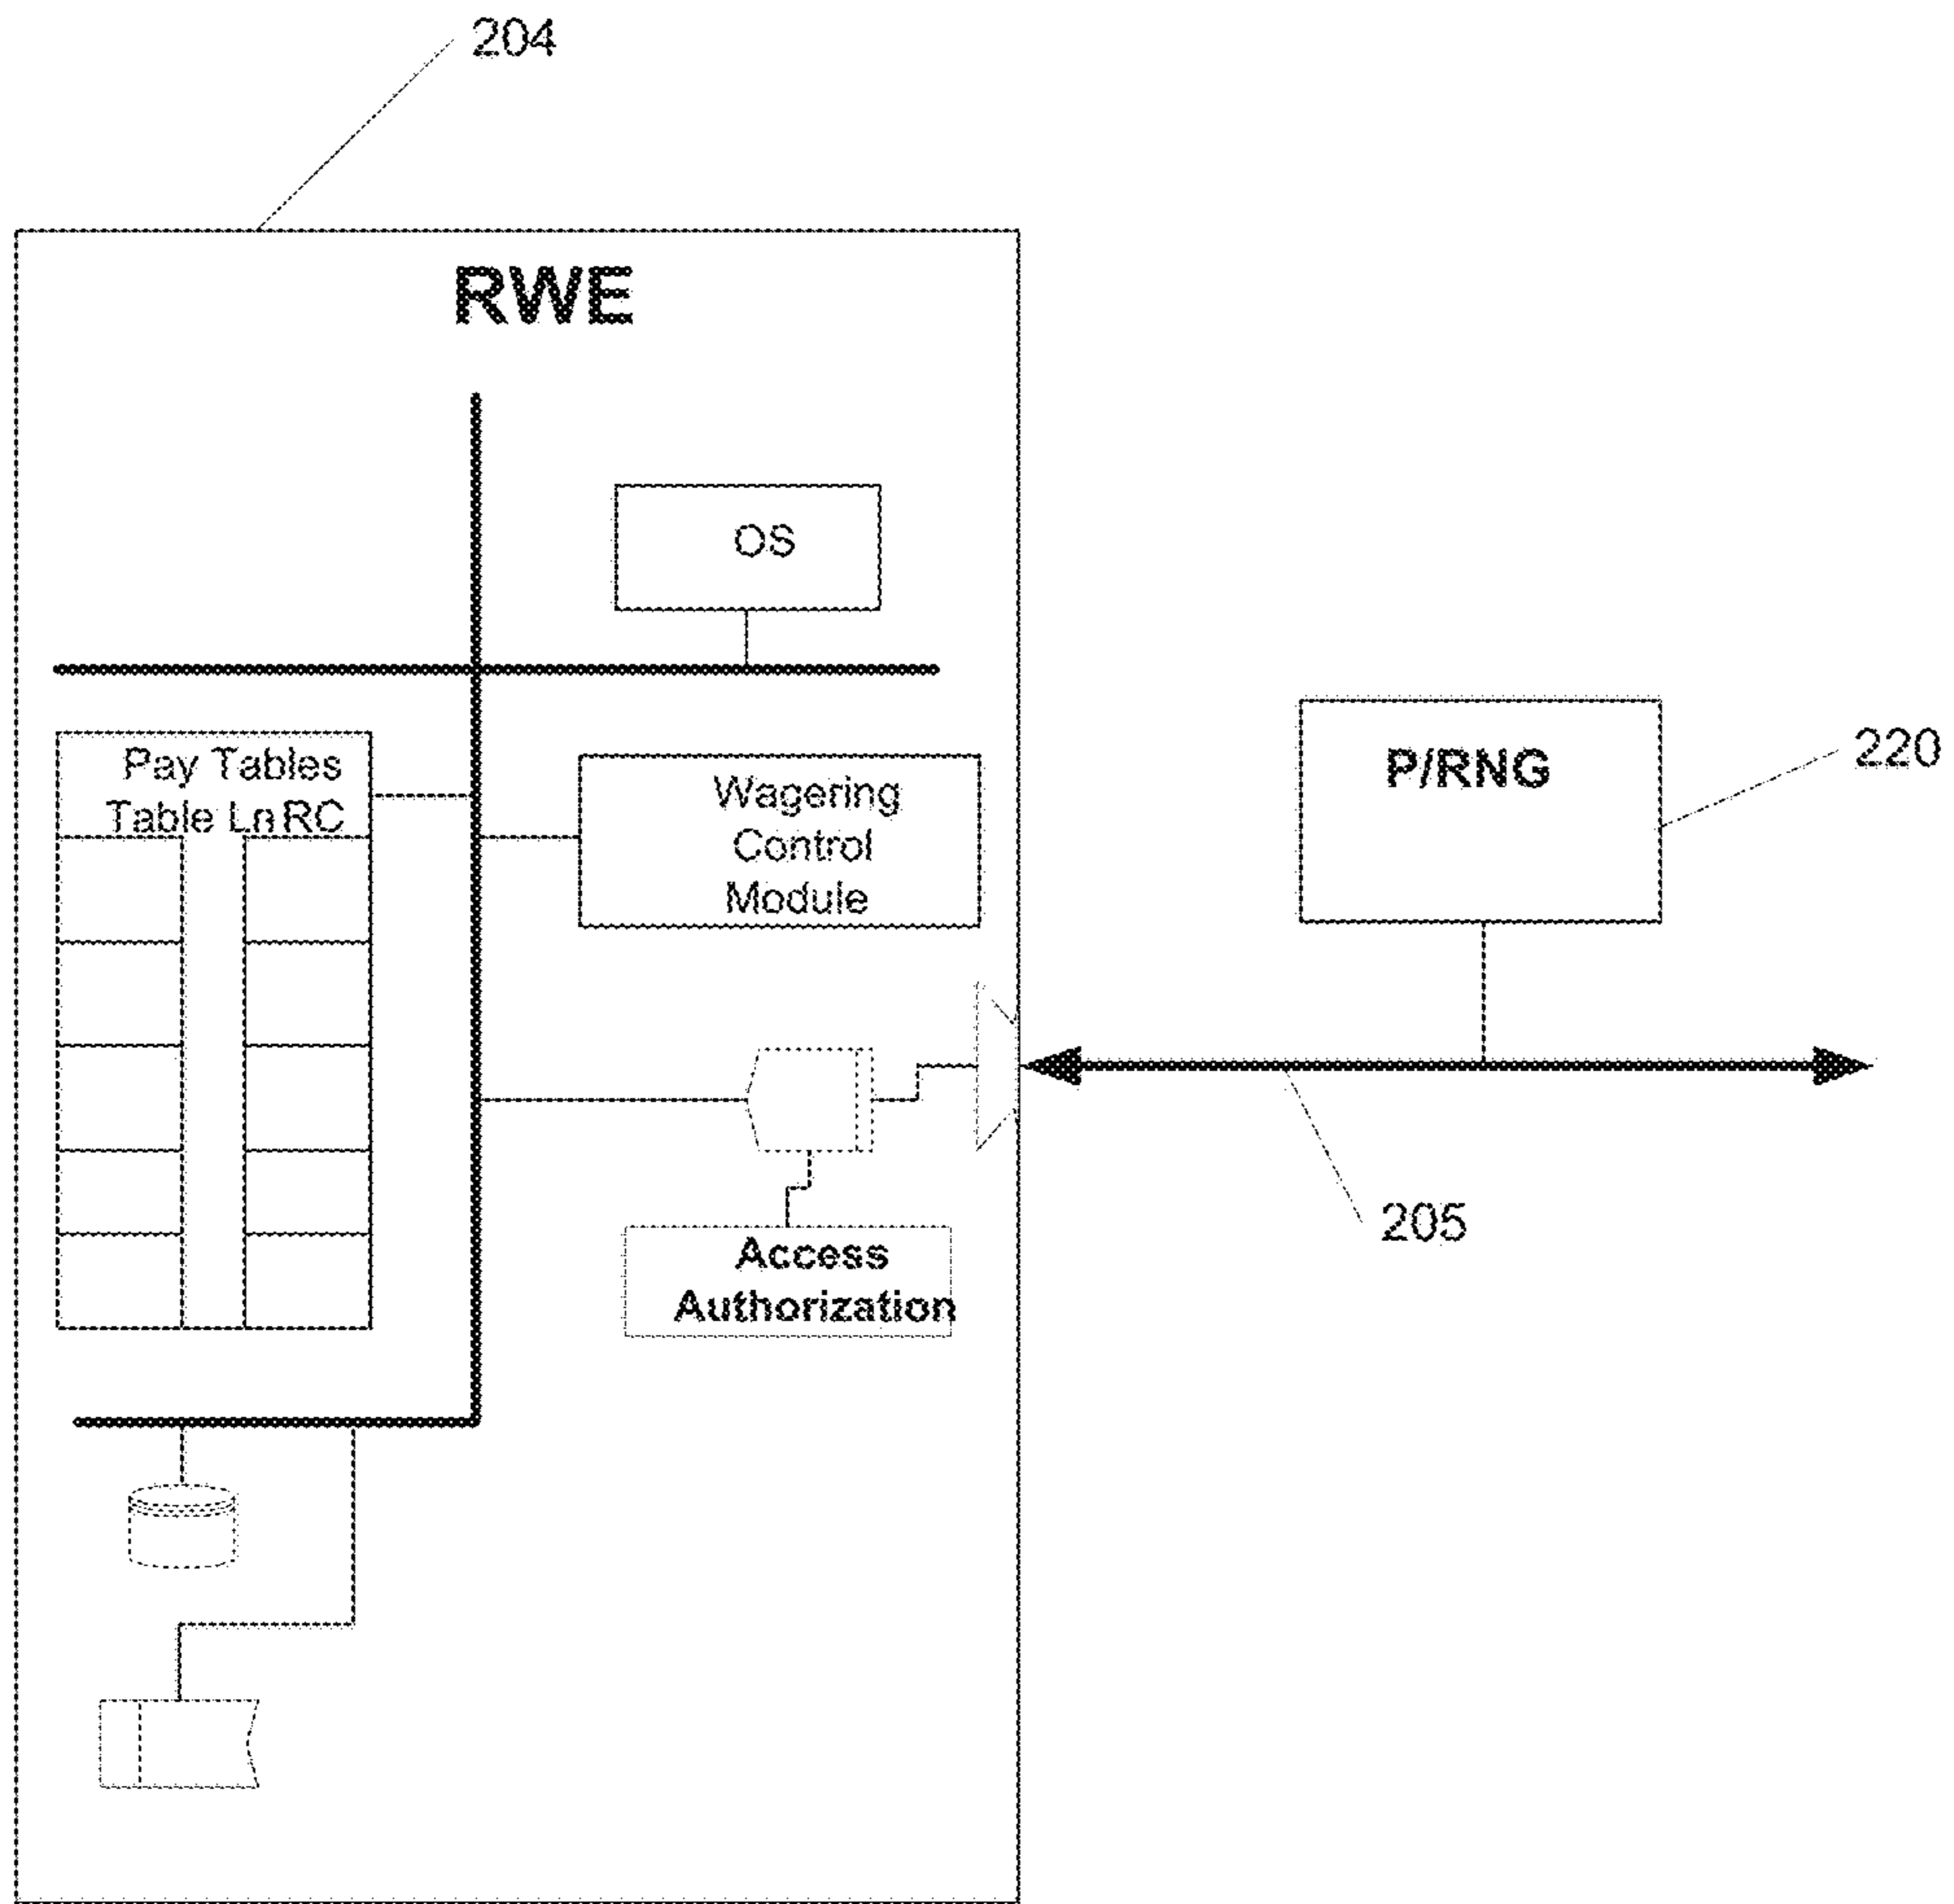 204
RWE
OS
Pay Tables
Table Ln RC
Wagering
Control
Module
P/RNG
220
205
Access
Authorization